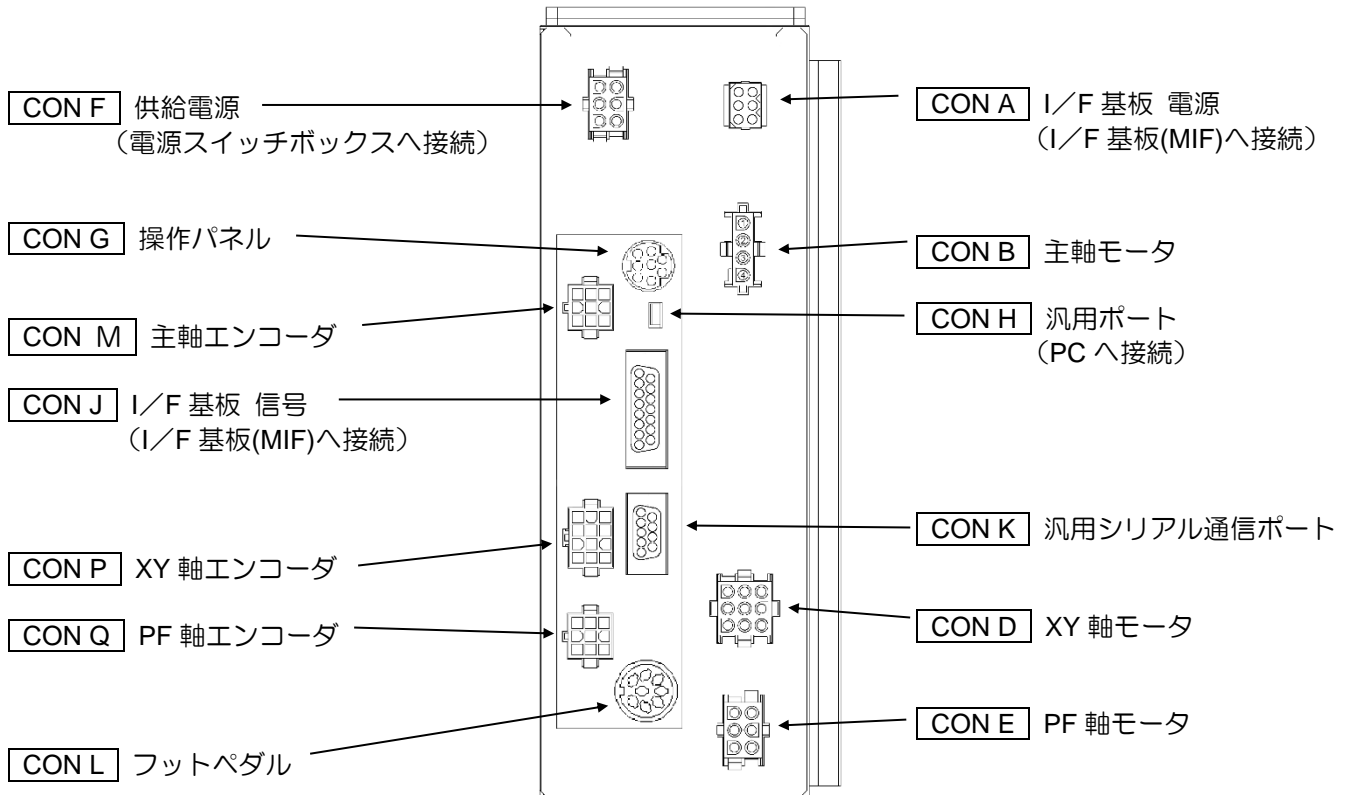 CON F 供給電源
（電源スイッチボックスへ接続）
CON G 操作パネル
CON M 主軸エンコーダ
CON J I／F 基板 信号
（I／F 基板(MIF)へ接続）
CON P XY 軸エンコーダ
CON Q PF 軸エンコーダ
CON L フットペダル
CON A I／F 基板 電源
（I／F 基板(MIF)へ接続）
CON B 主軸モータ
CON H 汎用ポート
（PC へ接続）
CON K 汎用シリアル通信ポート
CON D XY 軸モータ
CON E PF 軸モータ